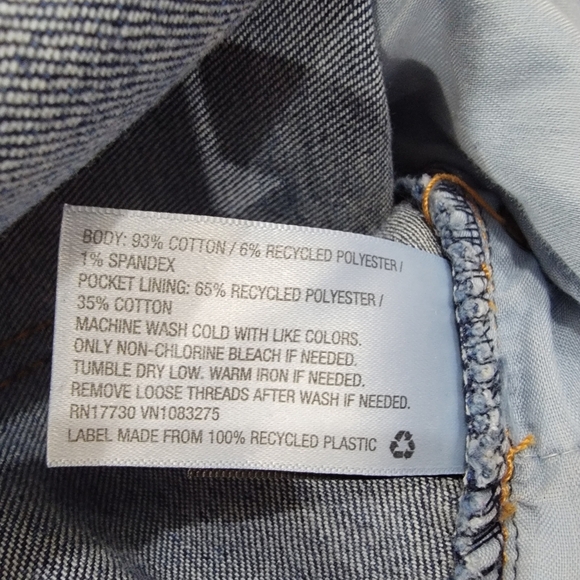 BODY: 93% COTTON / 6% RECYCLED POLYESTER /
1% SPANDEX
POCKET LINING: 65% RECYCLED POLYESTER /
35% COTTON
MACHINE WASH COLD WITH LIKE COLORS.
ONLY NON-CHLORINE BLEACH IF NEEDED.
TUMBLE DRY LOW. WARM IRON IF NEEDED.
REMOVE LOOSE THREADS AFTER WASH IF NEEDED.
RN17730 VN1083275
LABEL MADE FROM 100% RECYCLED PLASTIC